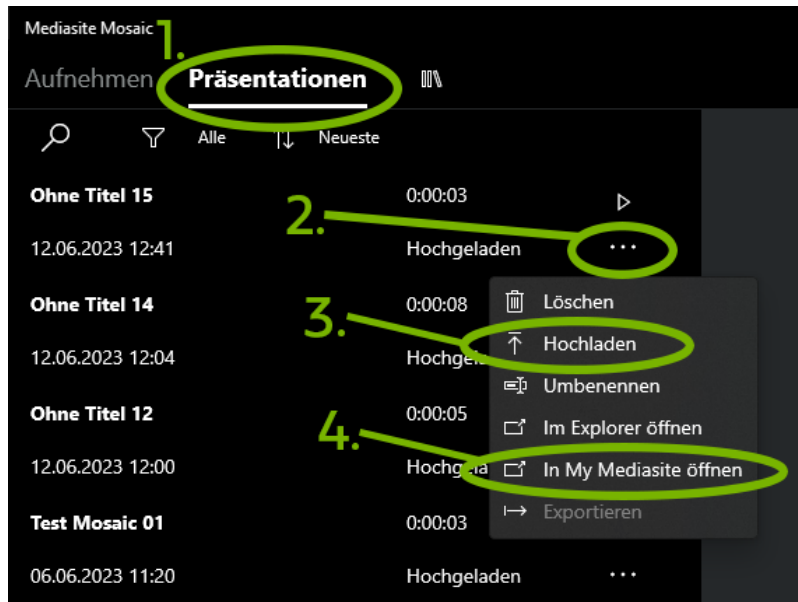 Mediasite Mosaic
1.
Aufnehmen Präsentationen
Alle Neueste
Ohne Titel 15 0:00:03
2.
12.06.2023 12:41 Hochgeladen ...
Löschen
Ohne Titel 14 0:00:08
3.
Hochladen
12.06.2023 12:04
Umbenennen
Ohne Titel 12 0:00:05
Im Explorer öffnen
4.
12.06.2023 12:00
In My Mediasite öffnen
Exportieren
Test Mosaic 01 0:00:03
06.06.2023 11:20 Hochgeladen ...